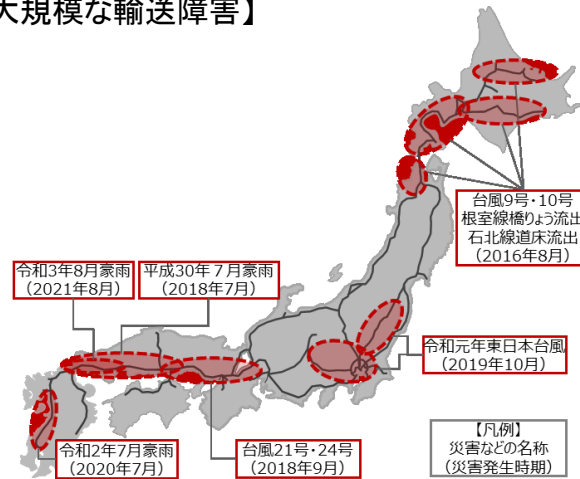 大規模な輸送障害】
台風9号・10号
根室線橋りょう流出
石北線道床流出
（2016年8月）
令和3年8月豪雨
（2021年8月）
平成30年７月豪雨
（2018年7月）
令和元年東日本台風
（2019年10月）
令和2年7月豪雨
（2020年7月）
台風21号・24号
（2018年9月）
【凡例】
災害などの名称
（災害発生時期）